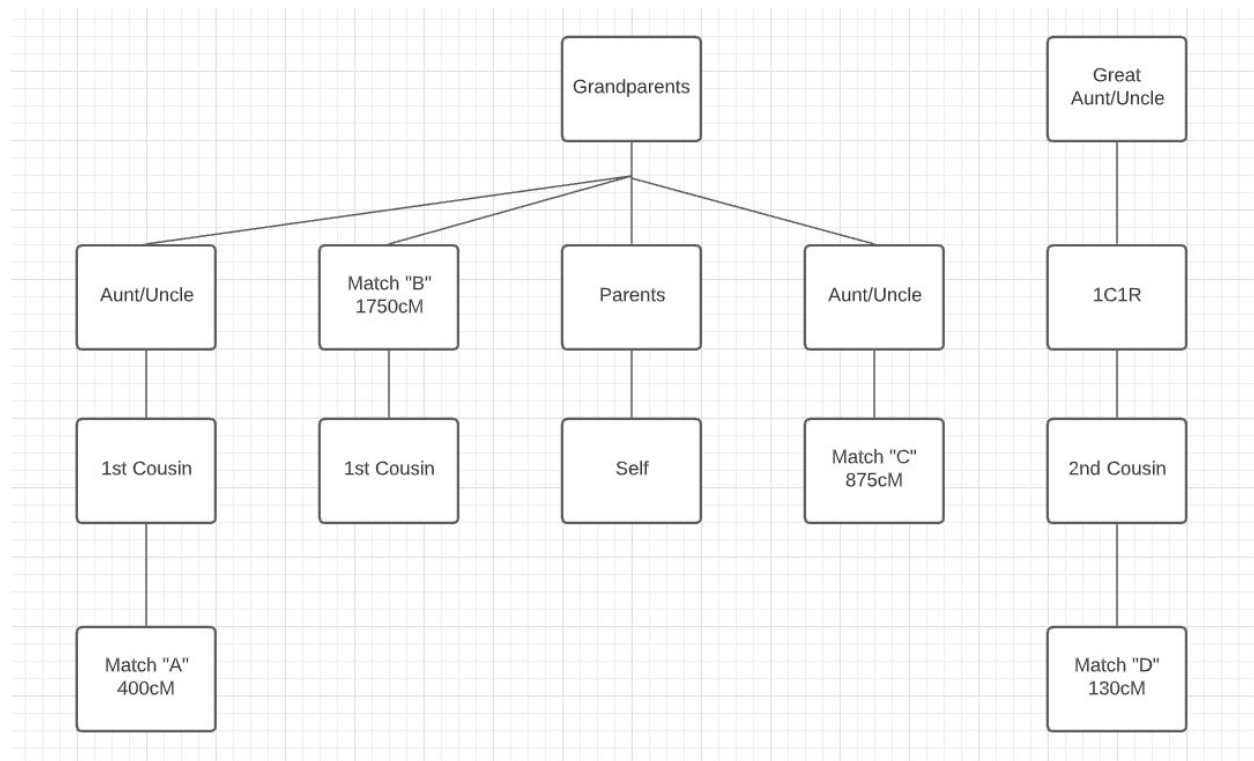 Grandparents
Great
Aunt/Uncle
Aunt/Uncle
Match "B"
1750cM
Parents
Aunt/Uncle
1C1R
1st Cousin
1st Cousin
Self
Match "C"
875cM
2nd Cousin
Match "A"
400cM
Match "D"
130cM